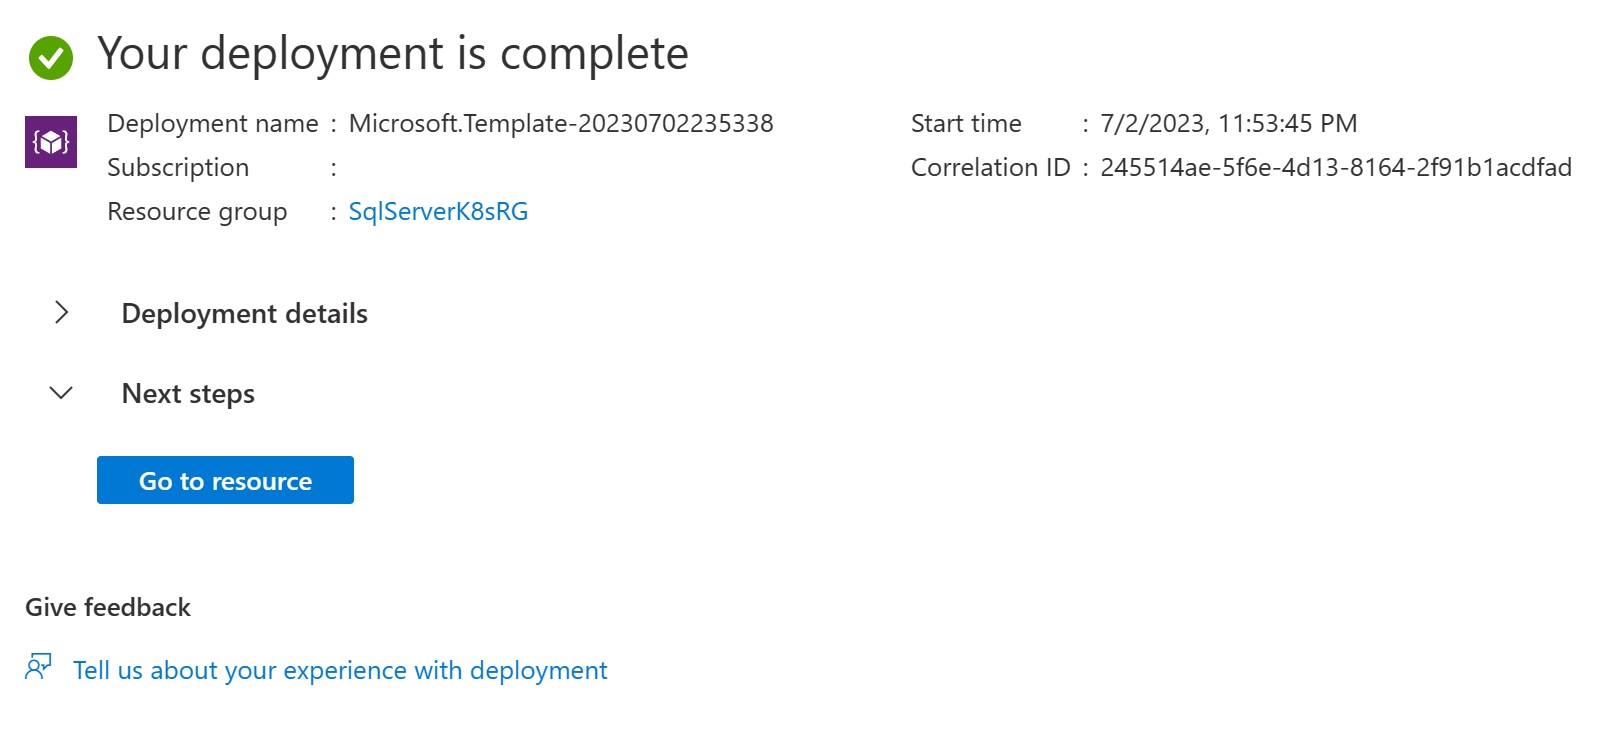 Your deployment is complete
Deployment name : Microsoft.Template-20230702235338
Subscription :
Resource group : SqlServerK8sRG
Start time : 7/2/2023, 11:53:45 PM
Correlation ID : 245514ae-5f6e-4d13-8164-2f91b1acdfad
Deployment details
Next steps
Go to resource
Give feedback
Tell us about your experience with deployment